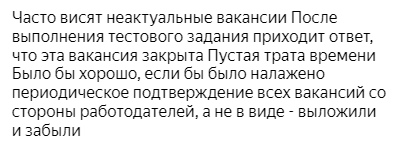 Часто висят неактуальные вакансии После
выполнения тестового задания приходит ответ,
что эта вакансия закрыта Пустая трата времени
Было бы хорошо, если бы было налажено
периодическое подтверждение всех вакансий со
стороны работодателей, а не в виде - выложили
и забыли